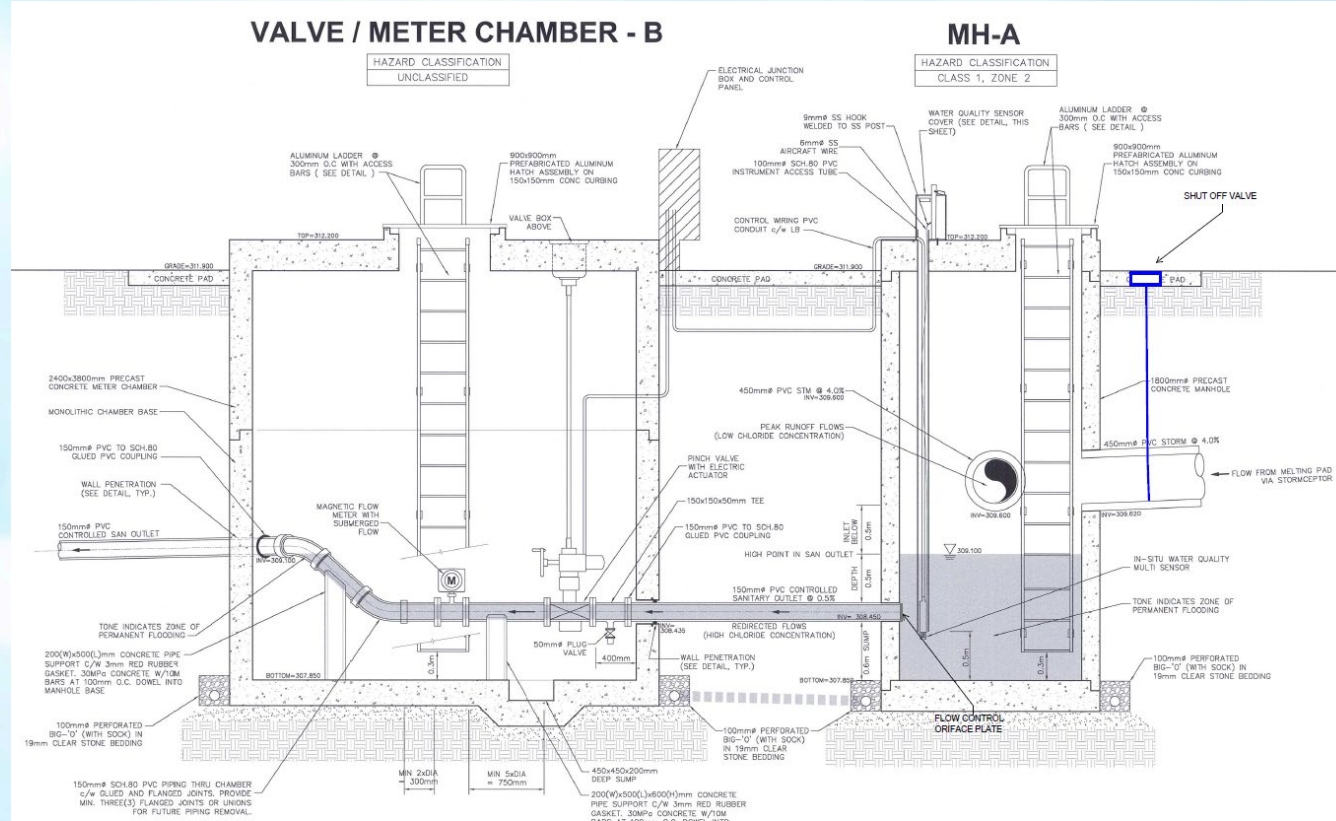 VALVE / METER CHAMBER - B
HAZARD CLASSIFICATION
UNCLASSIFIED
MH-A
HAZARD CLASSIFICATION
CLASS 1, ZONE 2
ELECTRICAL JUNCTION
BOX AND CONTROL
PANEL
9mmø SS HOOK
WELDED TO SS POST
6mmø SS
AIRCRAFT WIRE
100mmø SCH.80 PVC
INSTRUMENT ACCESS TUBE
WATER QUALITY SENSOR
COVER (SEE DETAIL, THIS
SHEET)
ALUMINUM LADDER @
300mm O.C WITH ACCESS
BARS ( SEE DETAIL )
900x900mm
PREFABRICATED ALUMINUM
HATCH ASSEMBLY ON
150x150mm CONC CURBING
SHUT OFF VALVE
ALUMINUM LADDER @
300mm O.C WITH ACCESS
BARS ( SEE DETAIL )
900x900mm
PREFABRICATED ALUMINUM
HATCH ASSEMBLY ON
150x150mm CONC CURBING
VALVE BOX
ABOVE
CONTROL WIRING PVC
CONDUIT c/w LB
TOP=312.200
TOP=312.200
GRADE=311.900
CONCRETE PAD
CONCRETE PAD
GRADE=311.900
2400x3800mm PRECAST
CONCRETE METER CHAMBER
MONOLITHIC CHAMBER BASE
150mmø PVC TO SCH.80
GLUED PVC COUPLING
WALL PENETRATION
(SEE DETAIL, TYP.)
150mmø PVC
CONTROLLED SAN OUTLET
INV=309.100
MAGNETIC FLOW
METER WITH
SUBMERGED
FLOW
M
PINCH VALVE
WITH ELECTRIC
ACTUATOR
150x150x50mm TEE
150mmø PVC TO SCH.80
GLUED PVC COUPLING
450mmø PVC STM @ 4.0%
INV=309.600
PEAK RUNOFF FLOWS
(LOW CHLORIDE CONCENTRATION)
INV=309.600
1800mmø PRECAST
CONCRETE MANHOLE
450mmø PVC STORM @ 4.0%
FLOW FROM MELTING PAD
VIA STORMCEPTOR
INV=309.620
INLET
BELOW
0.5m
HIGH POINT IN SAN OUTLET
309.100
DEPTH
0.5m
IN-SITU WATER QUALITY
MULTI SENSOR
TONE INDICATES ZONE OF
PERMANENT FLOODING
150mmø PVC CONTROLLED
SANITARY OUTLET @ 0.5%
INV= 308.450
REDIRECTED FLOWS
(HIGH CHLORIDE CONCENTRATION)
INV=
308.435
0.6m SUMP
0.5m
0.3m
TONE INDICATES ZONE OF
PERMANENT FLOODING
200(W)x500(L)mm CONCRETE PIPE
SUPPORT C/W 3mm RED RUBBER
GASKET. 30MPa CONCRETE W/10M
BARS AT 100mm O.C. DOWEL INTO
MANHOLE BASE
50mmø PLUG
VALVE
400mm
WALL PENETRATION
(SEE DETAIL, TYP.)
0.3m
BOTTOM=307.850
BOTTOM=307.850
100mmø PERFORATED
BIG-'O' (WITH SOCK) IN
19mm CLEAR STONE BEDDING
100mmø PERFORATED
BIG-'O' (WITH SOCK) IN
19mm CLEAR STONE BEDDING
100mmø PERFORATED
BIG-'O' (WITH SOCK)
IN 19mm CLEAR
STONE BEDDING
FLOW CONTROL
ORIFACE PLATE
150mmø SCH.80 PVC PIPING THRU CHAMBER
c/w GLUED AND FLANGED JOINTS. PROVIDE
MIN. THREE(3) FLANGED JOINTS OR UNIONS
FOR FUTURE PIPING REMOVAL.
MIN 2xDIA
= 300mm
MIN 5xDIA
= 750mm
450x450x200mm
DEEP SUMP
200(W)x500(L)x600(H)mm CONCRETE
PIPE SUPPORT C/W 3mm RED RUBBER
GASKET. 30MPa CONCRETE W/10M